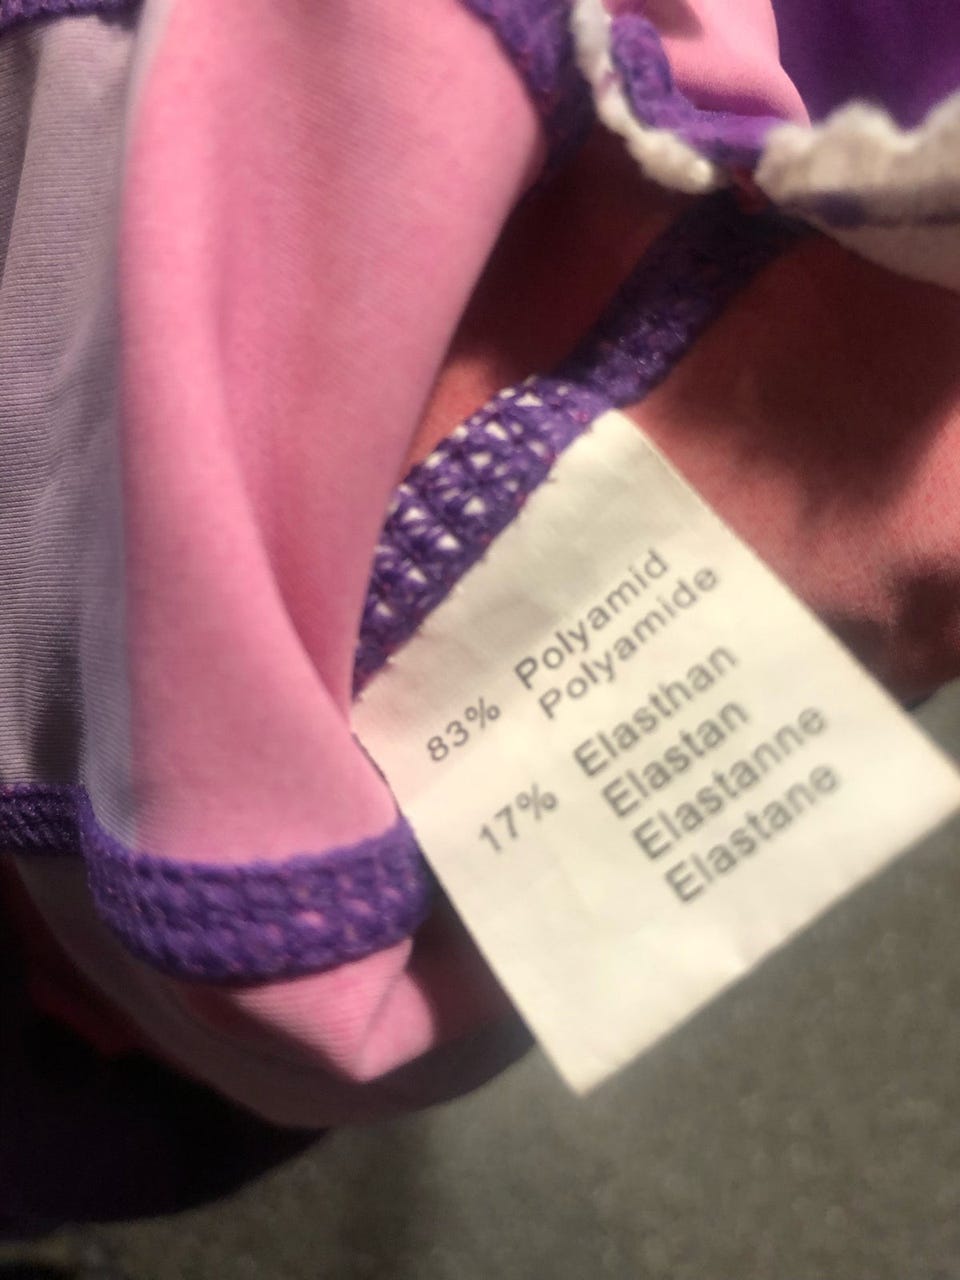 83% Polyamid
Polyamide
17% Elasthan
Elastan
Elastanne
Elastane